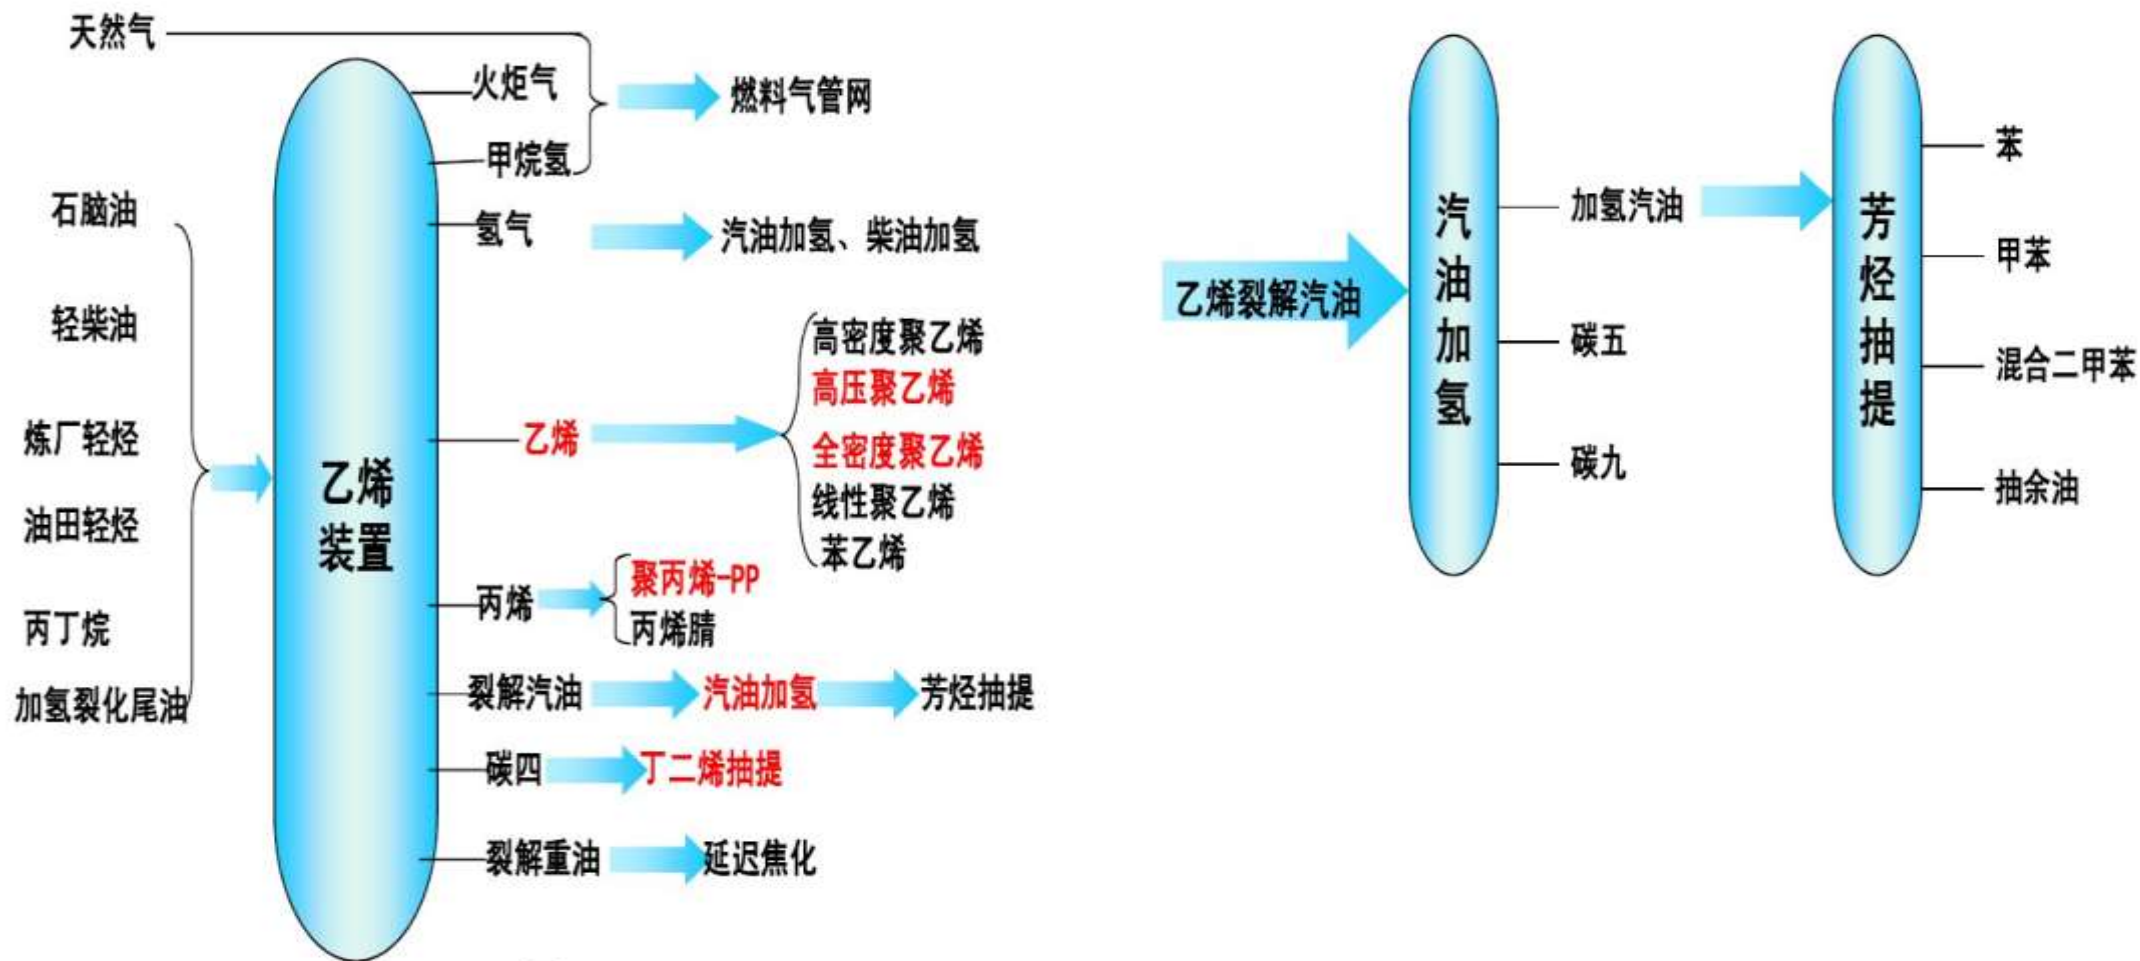 天然气
火炬气
甲烷氢
燃料气管网
石脑油
轻柴油
炼厂轻烃
油田轻烃
丙丁烷
加氢裂化尾油
乙烯
装置
氢气
汽油加氢、柴油加氢
乙烯
高密度聚乙烯
高压聚乙烯
全密度聚乙烯
线性聚乙烯
苯乙烯
丙烯
聚丙烯-PP
丙烯腈
裂解汽油
汽油加氢
芳烃抽提
碳四
丁二烯抽提
裂解重油
延迟焦化
乙烯裂解汽油
汽油加氢
加氢汽油
碳五
碳九
芳烃抽提
苯
甲苯
混合二甲苯
抽余油